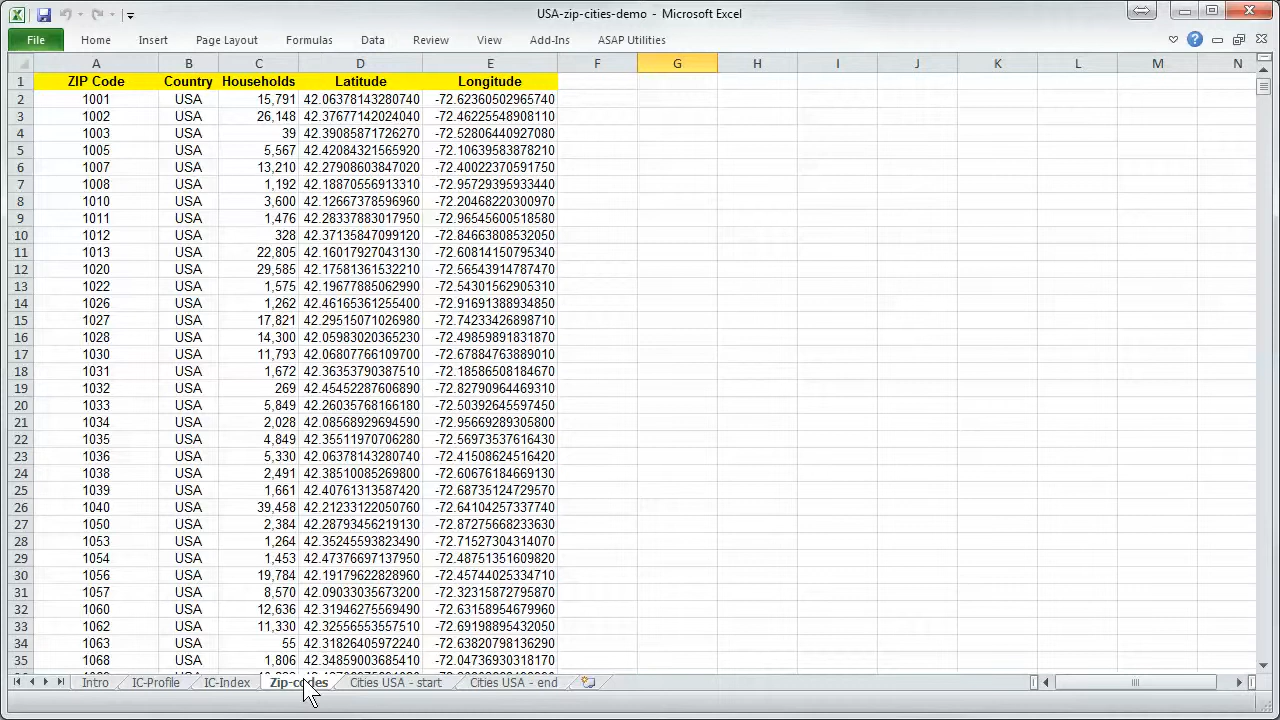 USA-zip-cities-demo - Microsoft Excel
File Home Insert Page Layout Formulas Data Review View Add-Ins ASAP Utilities
A B C D E F G H I J K L M N
1 ZIP Code Country Households Latitude Longitude
2 1001 USA 15,791 42.06378143280740 -72.62360502965740
3 1002 USA 26,148 42.37677142024040 -72.46225548908110
4 1003 USA 39 42.39085871726270 -72.52806440927080
5 1005 USA 5,567 42.42084321565920 -72.10639583878210
6 1007 USA 13,210 42.27908603847020 -72.40022370591750
7 1008 USA 1,192 42.18870556913310 -72.95729395933440
8 1010 USA 3,600 42.12667378596960 -72.20468220300970
9 1011 USA 1,476 42.28337883017950 -72.96545600518580
10 1012 USA 328 42.37135847099120 -72.84663808532050
11 1013 USA 22,805 42.16017927043130 -72.60814150795340
12 1020 USA 29,585 42.17581361532210 -72.56543914787470
13 1022 USA 1,575 42.19677885062990 -72.54301562905310
14 1026 USA 1,262 42.46165361255400 -72.91691388934850
15 1027 USA 17,821 42.29515071026980 -72.74233426898710
16 1028 USA 14,300 42.05983020365230 -72.49859891831870
17 1030 USA 11,793 42.06807766109700 -72.67884763889010
18 1031 USA 1,672 42.36353790387510 -72.18586508184670
19 1032 USA 269 42.45452287606890 -72.82790964469310
20 1033 USA 5,849 42.26035768166180 -72.50392645597450
21 1034 USA 2,028 42.08568929694590 -72.95669289305800
22 1035 USA 4,849 42.35511970706280 -72.56973537616430
23 1036 USA 5,330 42.06378143280740 -72.41508624516450
24 1038 USA 2,491 42.38510085269800 -72.60676184669130
25 1039 USA 1,661 42.40761313587420 -72.68735124729570
26 1040 USA 39,458 42.21233122050760 -72.64104257337740
27 1050 USA 2,384 42.28793456219130 -72.87275668233630
28 1053 USA 1,264 42.35245593823490 -72.71527304314070
29 1054 USA 1,453 42.47376697137950 -72.48751351609820
30 1056 USA 19,784 42.19179622828960 -72.45744025334710
31 1057 USA 8,570 42.09033035673200 -72.32315872795870
32 1060 USA 12,636 42.31946275569490 -72.63158954679960
33 1062 USA 11,330 42.32556553557510 -72.69198895432050
34 1063 USA 55 42.31826405972240 -72.63820798136290
35 1068 USA 1,806 42.34859003685410 -72.04736930318170
Intro IC-Profile IC-Index Zip-codes Cities USA - start Cities USA - end